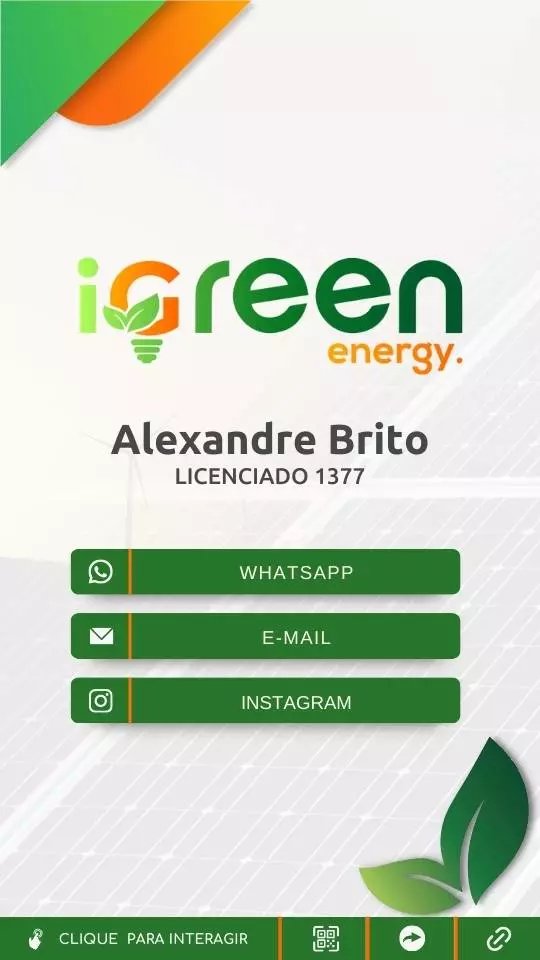 iGreen
energy.
Alexandre Brito
LICENCIADO 1377
WHATSAPP
E-MAIL
INSTAGRAM
CLIQUE PARA INTERAGIR